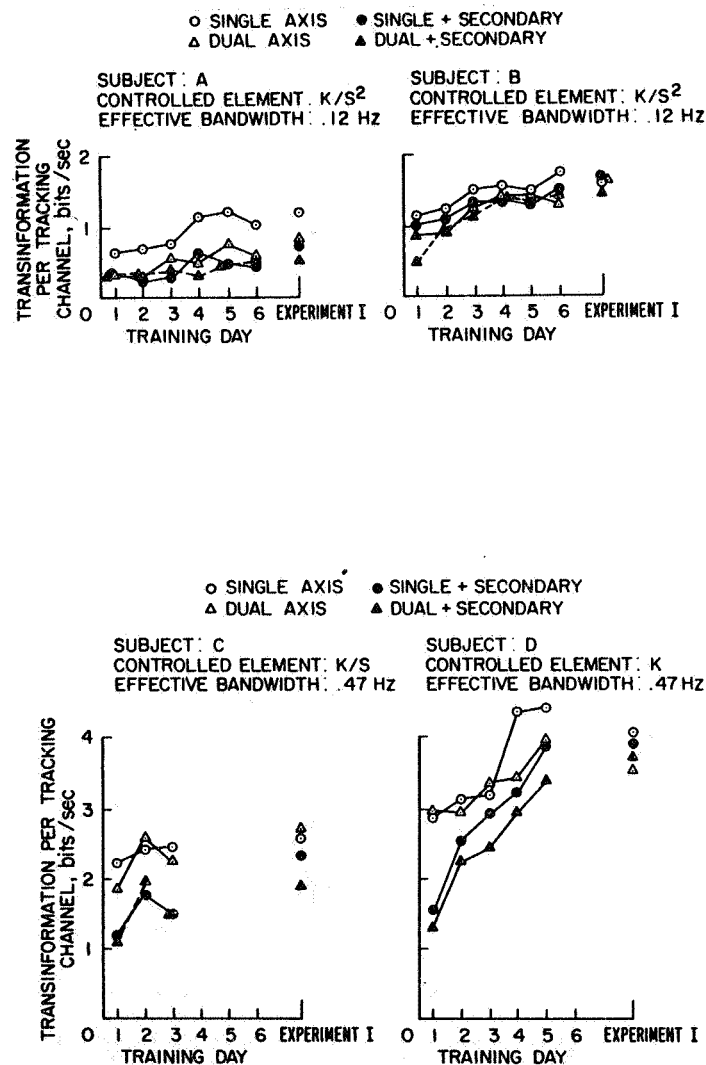 ○ SINGLE AXIS ● SINGLE + SECONDARY
△ DUAL AXIS ▲ DUAL + SECONDARY
SUBJECT: A
CONTROLLED ELEMENT: K/S²
EFFECTIVE BANDWIDTH: .12 Hz
SUBJECT: B
CONTROLLED ELEMENT: K/S²
EFFECTIVE BANDWIDTH: .12 Hz
TRANSINFORMATION
PER TRACKING
CHANNEL, bits/sec
2
1
0 1 2 3 4 5 6 EXPERIMENT I
TRAINING DAY
0 1 2 3 4 5 6 EXPERIMENT I
TRAINING DAY
○ SINGLE AXIS ● SINGLE + SECONDARY
△ DUAL AXIS ▲ DUAL + SECONDARY
SUBJECT: C
CONTROLLED ELEMENT: K/S
EFFECTIVE BANDWIDTH: .47 Hz
SUBJECT: D
CONTROLLED ELEMENT: K
EFFECTIVE BANDWIDTH: .47 Hz
TRANSINFORMATION PER TRACKING
CHANNEL, bits/sec
4
3
2
1
0 1 2 3 4 5 6 EXPERIMENT I
TRAINING DAY
0 1 2 3 4 5 6 EXPERIMENT I
TRAINING DAY